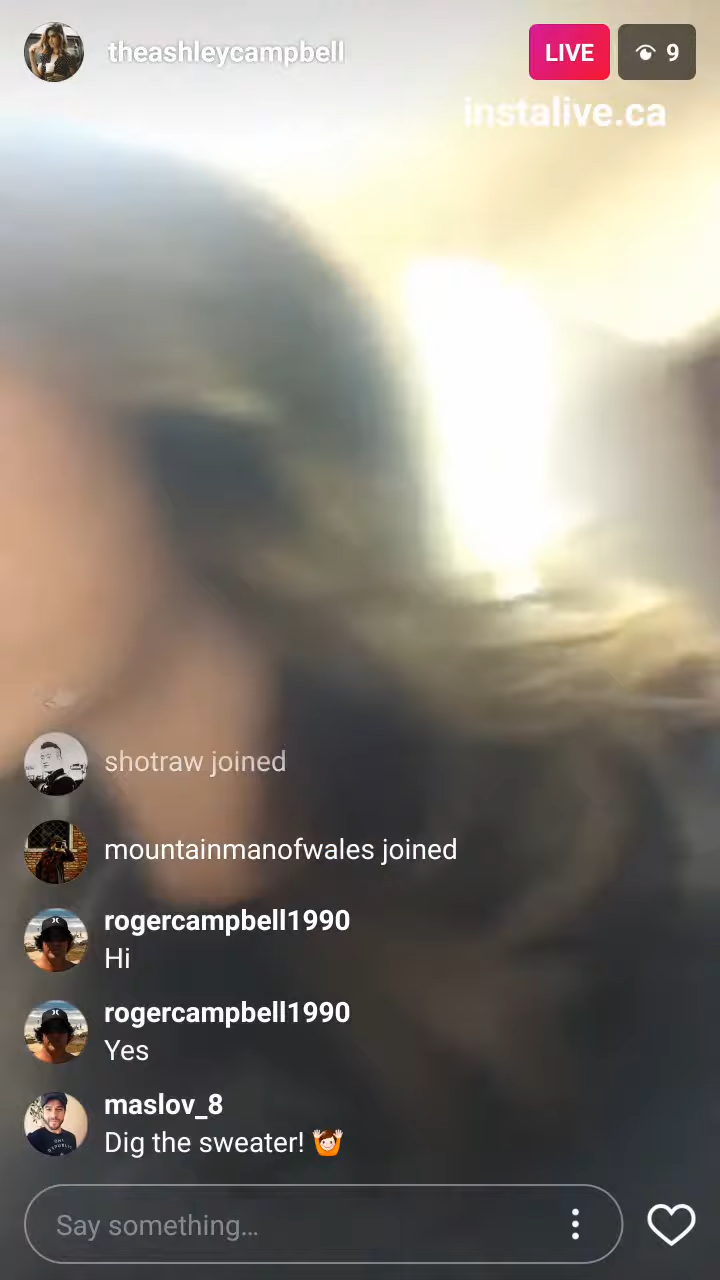 theashleycampbell
LIVE
9
instalive.ca
shotraw joined
mountainmanofwales joined
rogercampbell1990
Hi
rogercampbell1990
Yes
maslov_8
Dig the sweater! 🙌
Say something...